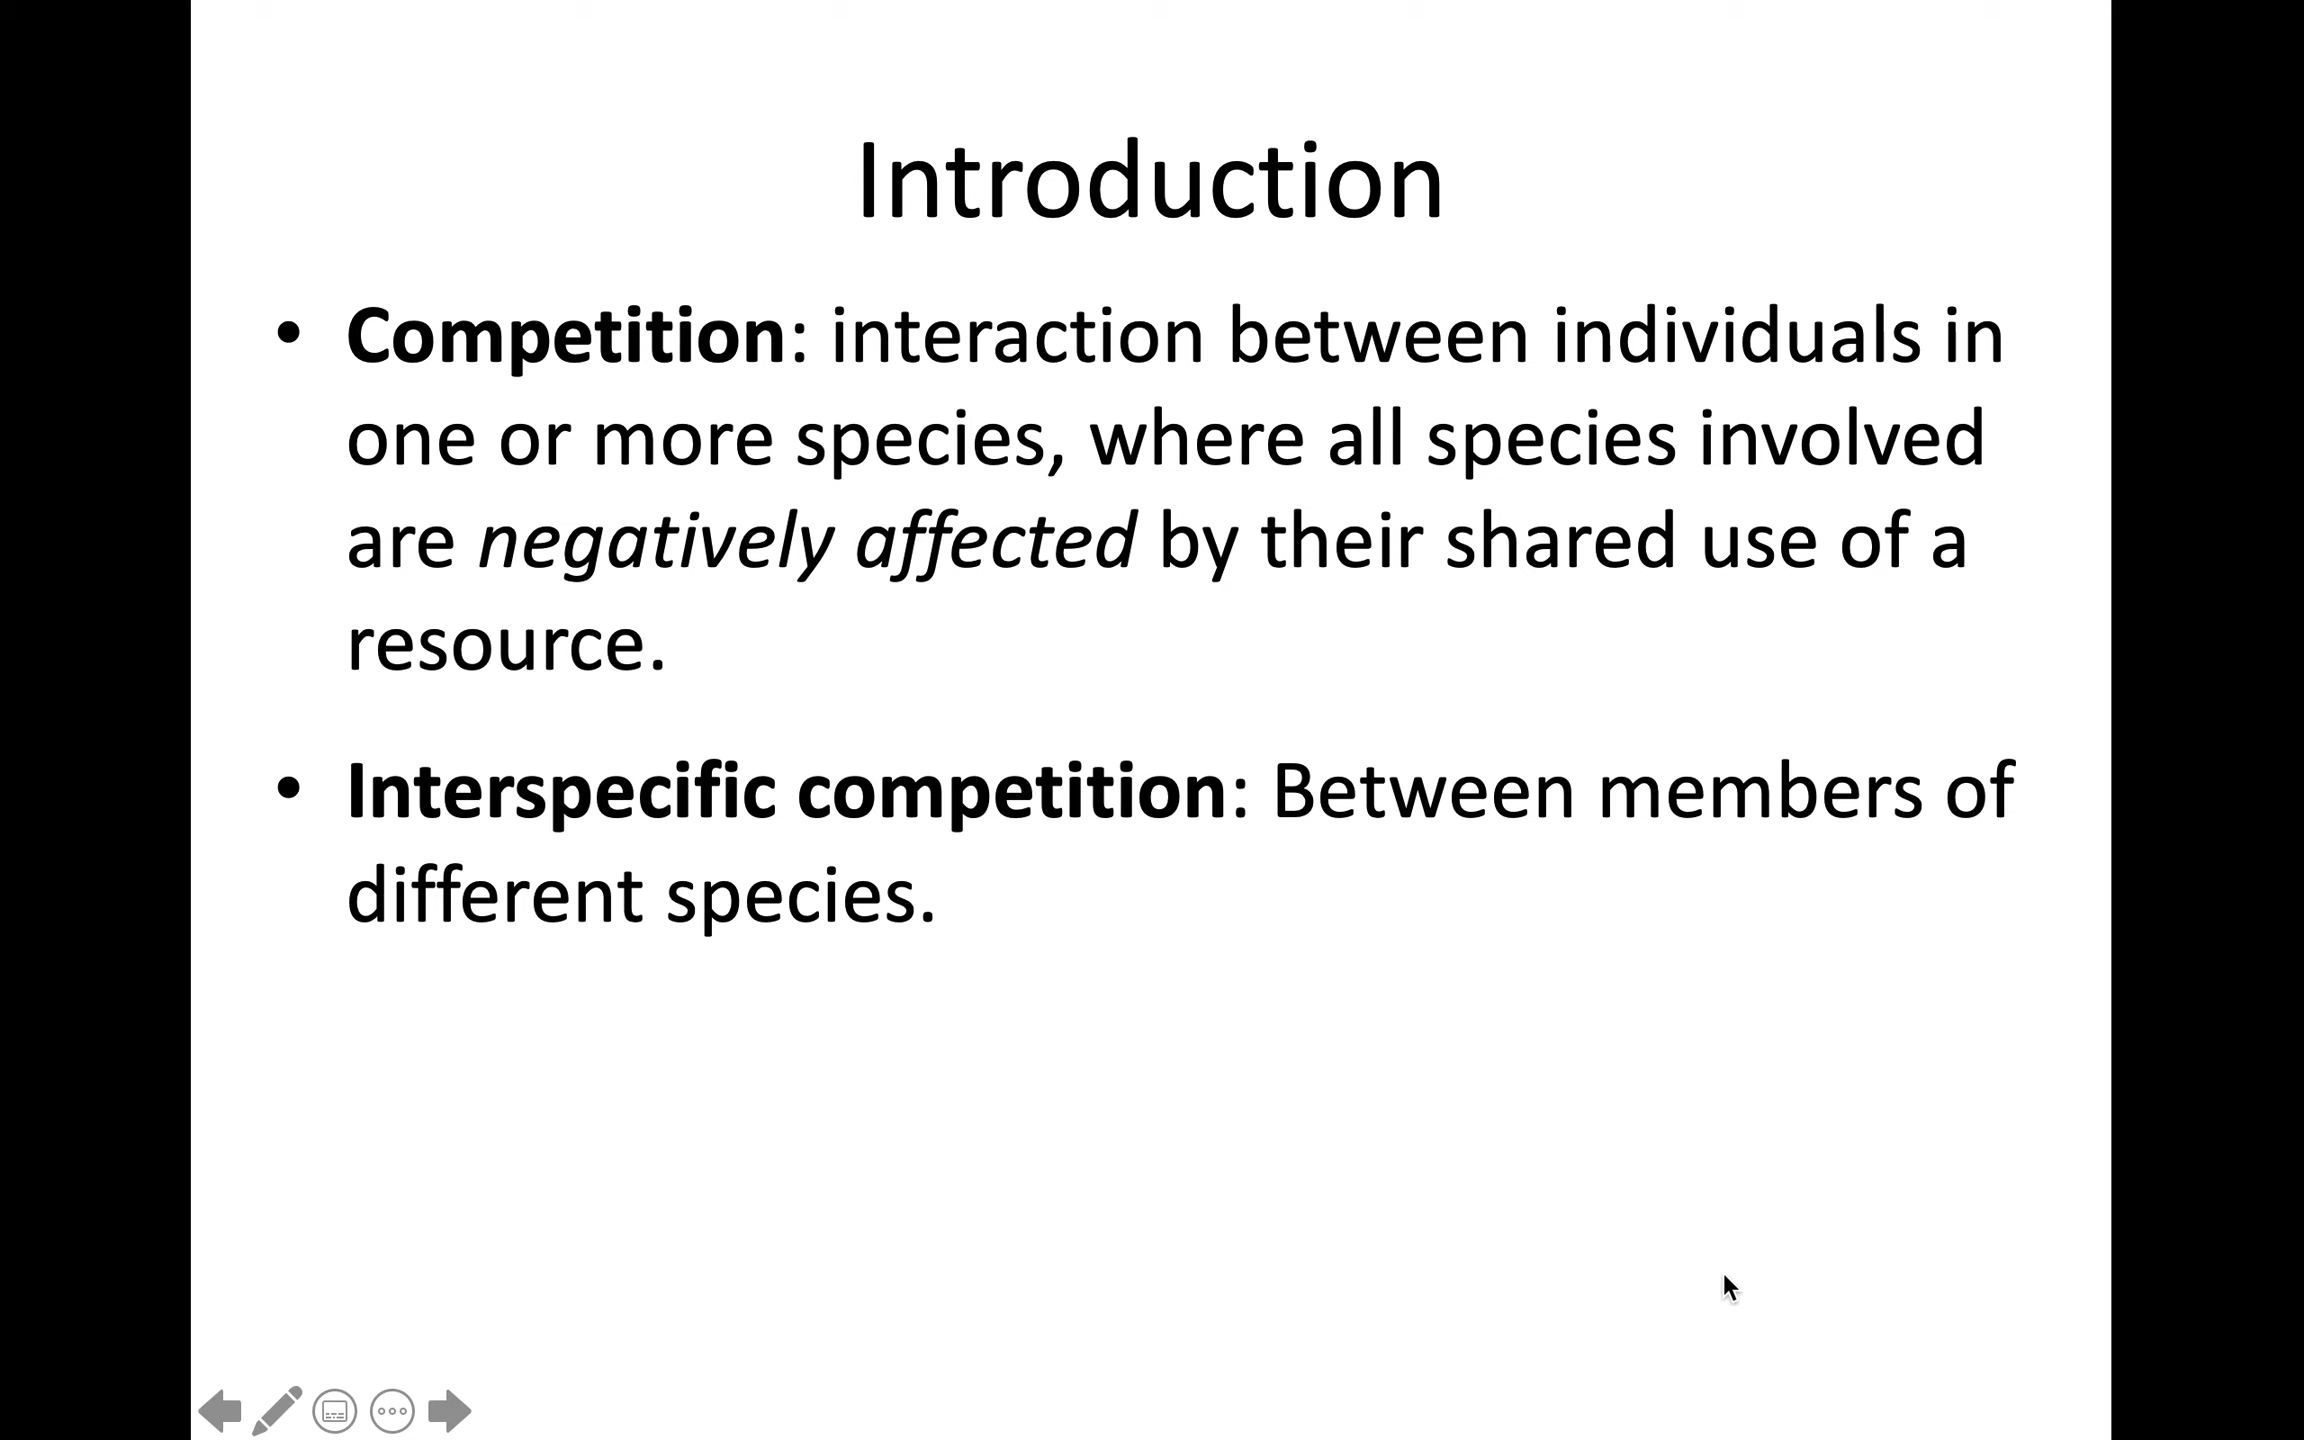 Introduction
• Competition: interaction between individuals in
one or more species, where all species involved
are negatively affected by their shared use of a
resource.
• Interspecific competition: Between members of
different species.